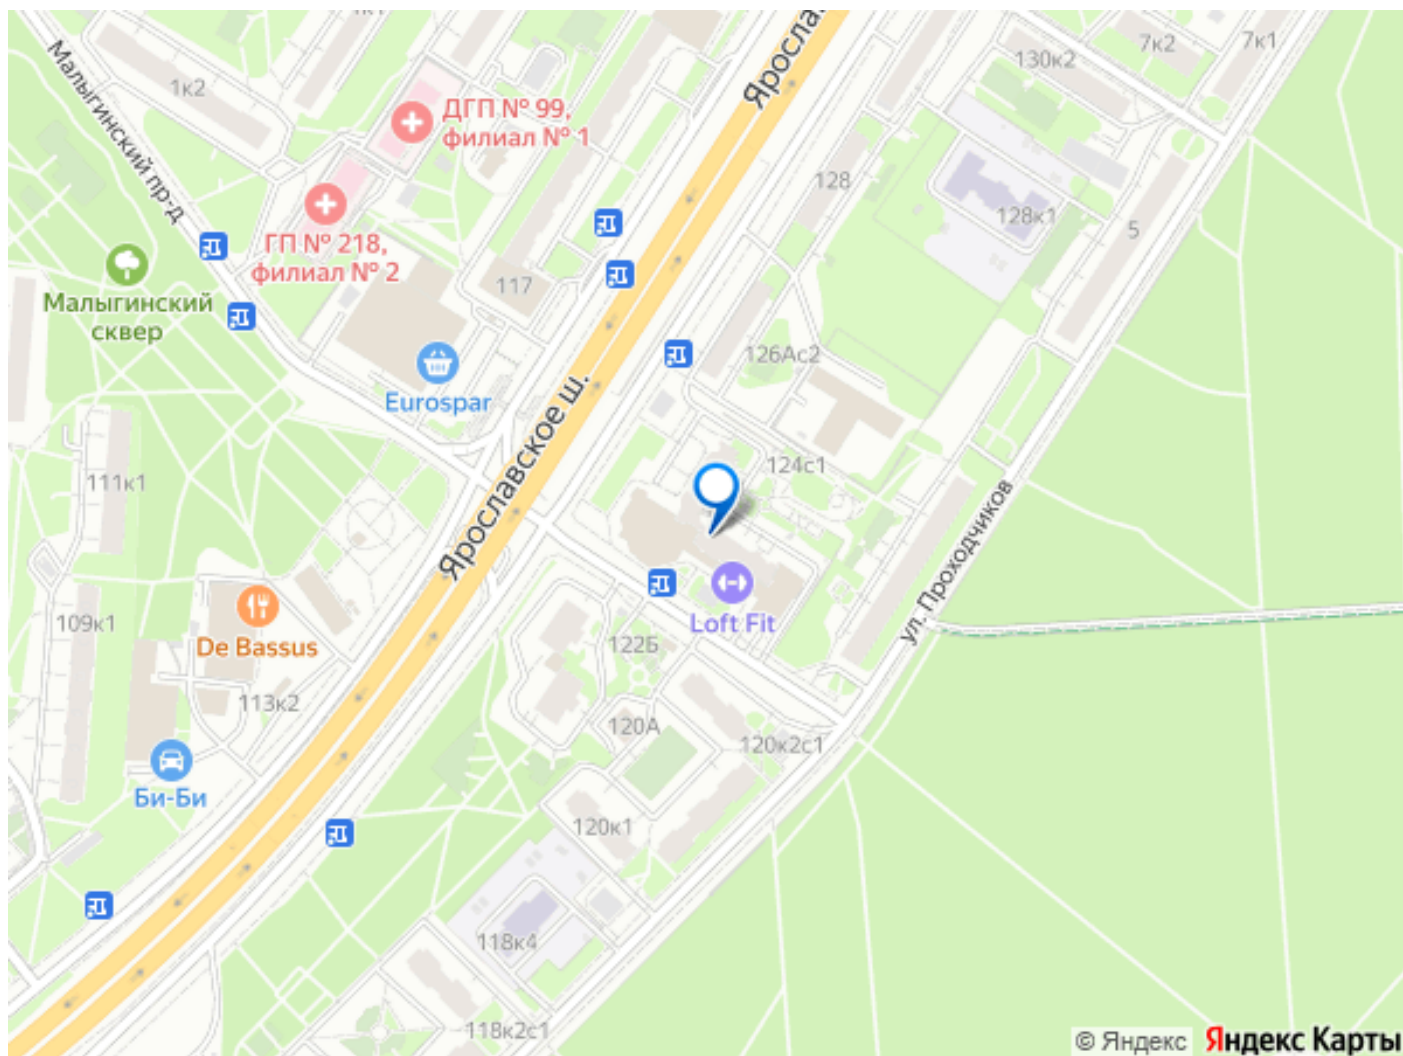 7к2
7к1
130к2
Яросла
Малыгинский пр-д
1к2
ДГП № 99,
филиал № 1
128
128к1
5
ГП № 218,
филиал № 2
Малыгинский
сквер
117
126Ас2
Eurospar
Ярославское ш.
124с1
111к1
ул. Проходчиков
Loft Fit
109к1
De Bassus
122Б
113к2
120А
120к2с1
Би-Би
120к1
118к4
118к2с1
© Яндекс Яндекс Карты